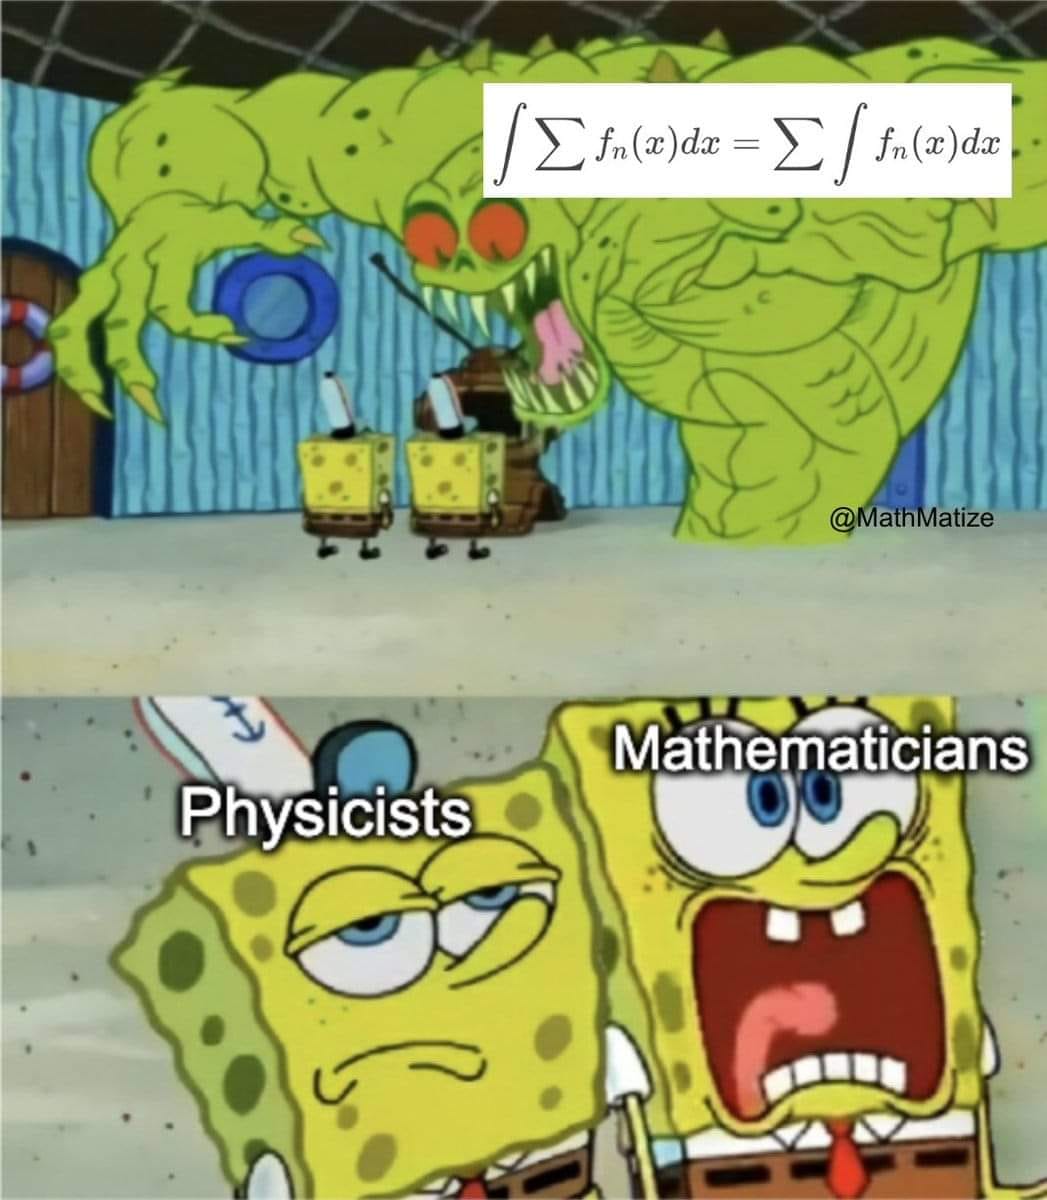 ∫ ∑ fₙ(x)dx = ∑ ∫ fₙ(x)dx
@MathMatize
Mathematicians
Physicists